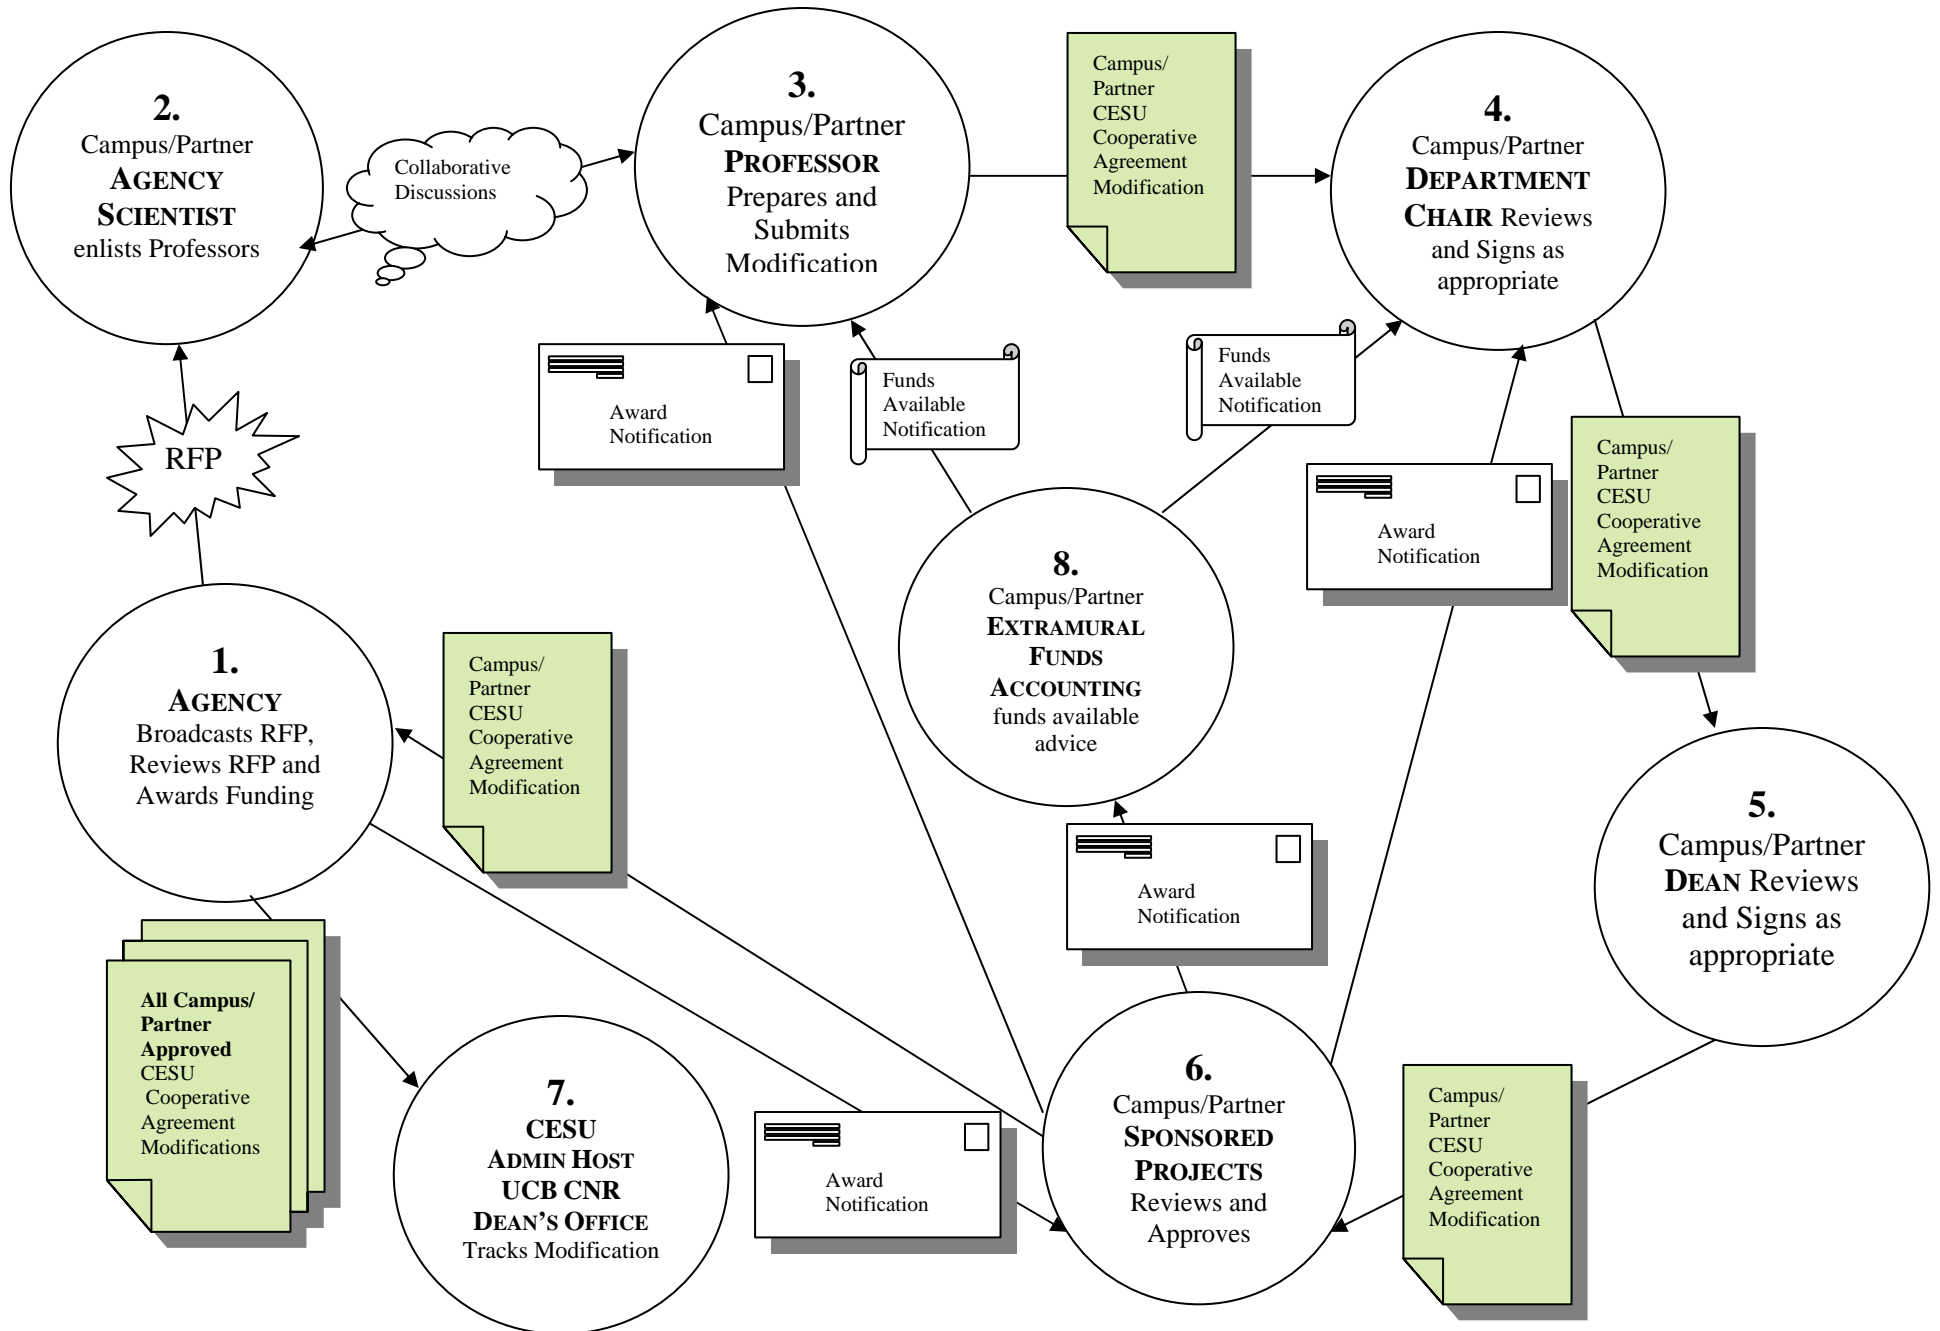 2.
Campus/Partner
AGENCY
SCIENTIST
enlists Professors
Collaborative
Discussions
3.
Campus/Partner
PROFESSOR
Prepares and
Submits
Modification
Campus/
Partner
CESU
Cooperative
Agreement
Modification
4.
Campus/Partner
DEPARTMENT
CHAIR Reviews
and Signs as
appropriate
RFP
Award
Notification
Funds
Available
Notification
Funds
Available
Notification
Award
Notification
Campus/
Partner
CESU
Cooperative
Agreement
Modification
1.
AGENCY
Broadcasts RFP,
Reviews RFP and
Awards Funding
Campus/
Partner
CESU
Cooperative
Agreement
Modification
8.
Campus/Partner
EXTRAMURAL
FUNDS
ACCOUNTING
funds available
advice
5.
Campus/Partner
DEAN Reviews
and Signs as
appropriate
Award
Notification
All Campus/
Partner
Approved
CESU
Cooperative
Agreement
Modifications
7.
CESU
ADMIN HOST
UCB CNR
DEAN’S OFFICE
Tracks Modification
Award
Notification
6.
Campus/Partner
SPONSORED
PROJECTS
Reviews and
Approves
Campus/
Partner
CESU
Cooperative
Agreement
Modification